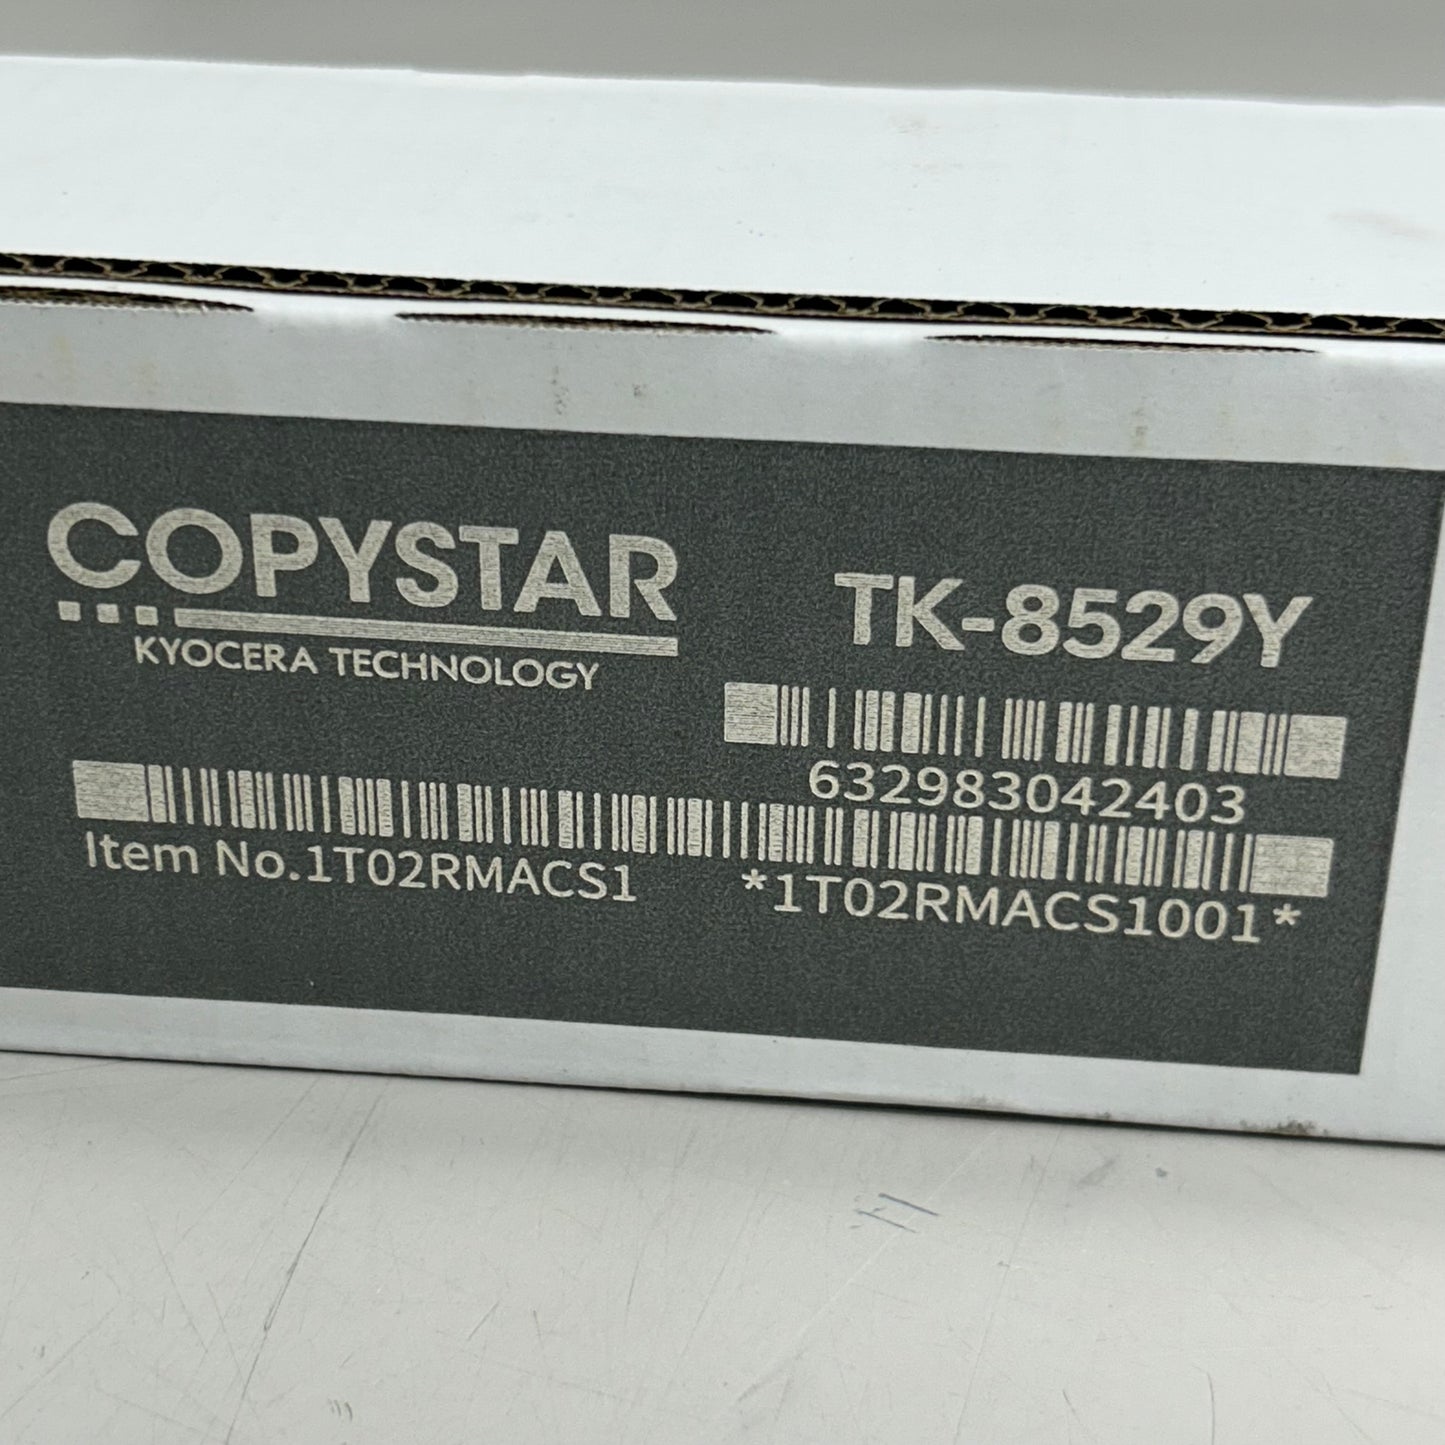 COPYSTAR
KYOCERA TECHNOLOGY
TK-8529Y
632983042403
Item No.1T02RMACS1
*1T02RMACS1001*